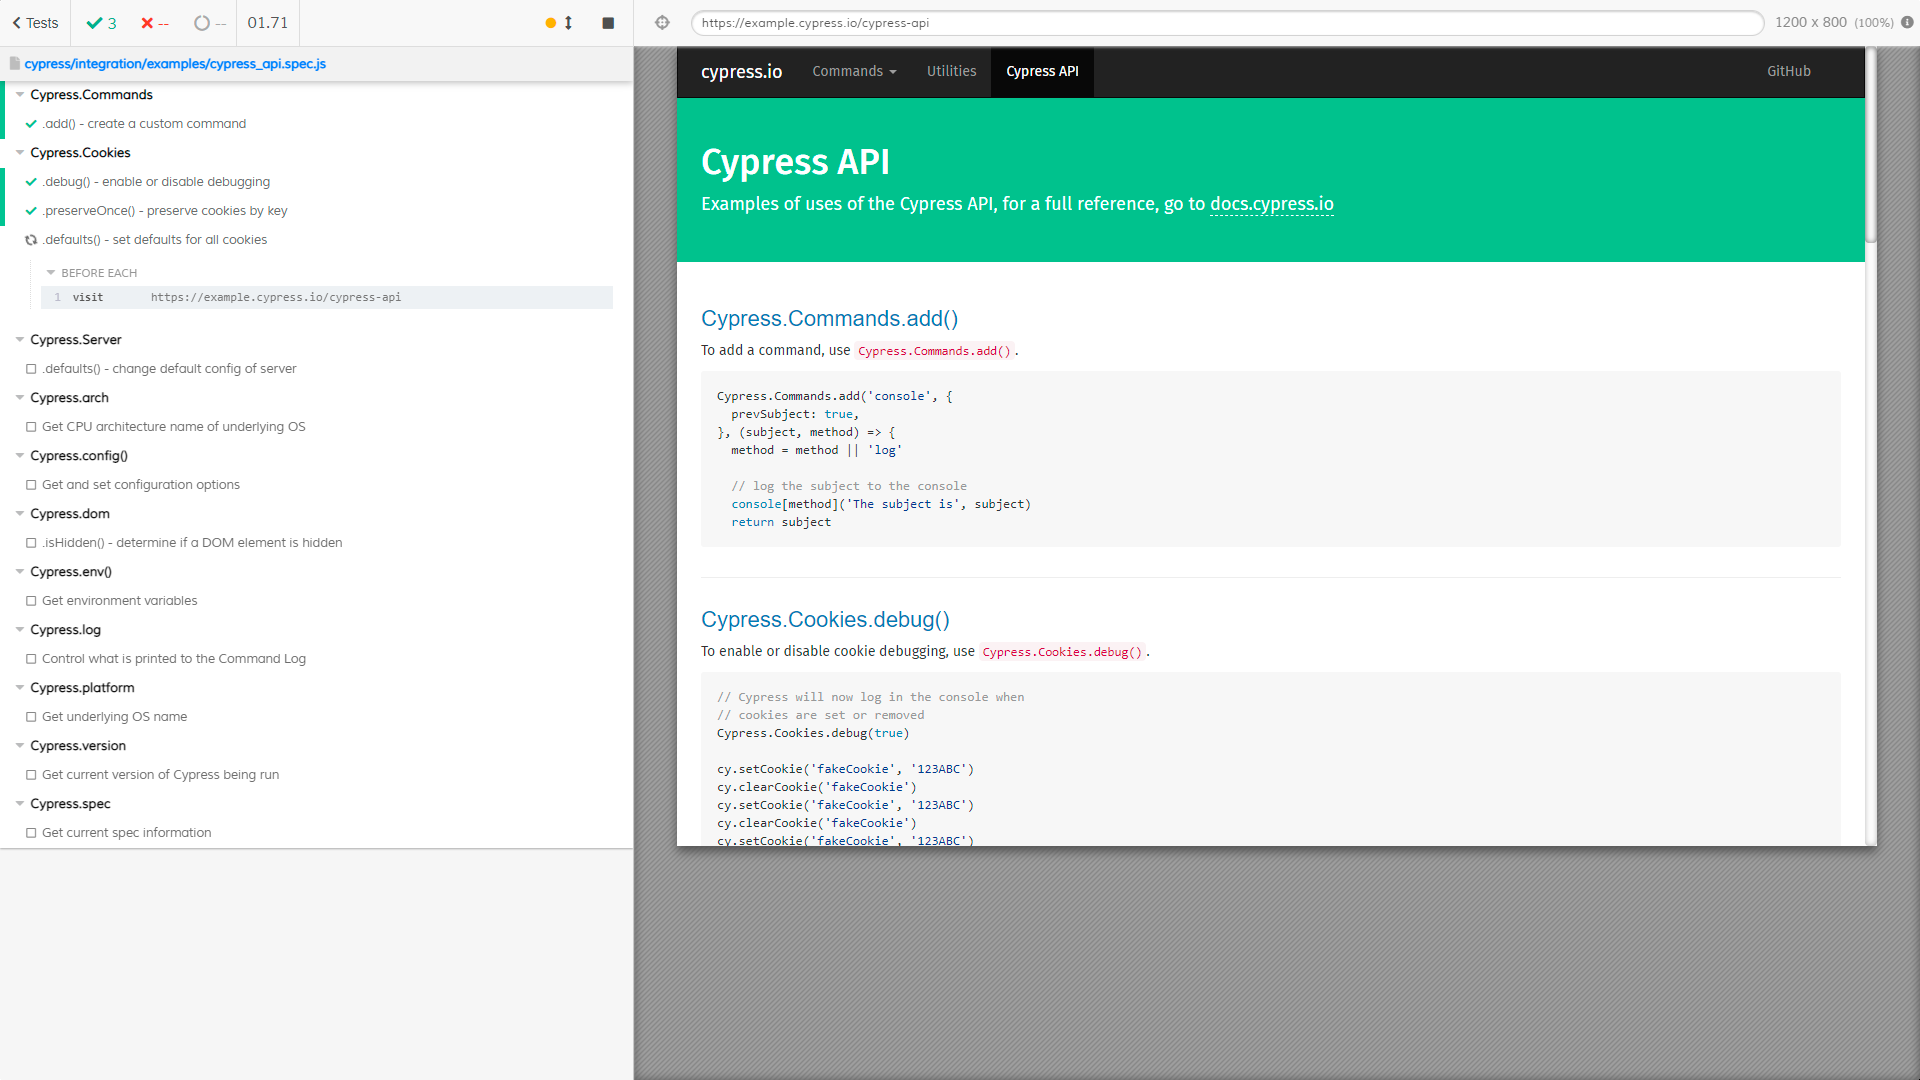 Tests
3
--
--
01.71
https://example.cypress.io/cypress-api
1200 x 800 (100%)
cypress/integration/examples/cypress_api.spec.js
Cypress.Commands
.add() - create a custom command
Cypress.Cookies
.debug() - enable or disable debugging
.preserveOnce() - preserve cookies by key
.defaults() - set defaults for all cookies
BEFORE EACH
1 visit https://example.cypress.io/cypress-api
Cypress.Server
.defaults() - change default config of server
Cypress.arch
Get CPU architecture name of underlying OS
Cypress.config()
Get and set configuration options
Cypress.dom
.isHidden() - determine if a DOM element is hidden
Cypress.env()
Get environment variables
Cypress.log
Control what is printed to the Command Log
Cypress.platform
Get underlying OS name
Cypress.version
Get current version of Cypress being run
Cypress.spec
Get current spec information
cypress.io Commands Utilities Cypress API GitHub
Cypress API
Examples of uses of the Cypress API, for a full reference, go to docs.cypress.io
Cypress.Commands.add()
To add a command, use Cypress.Commands.add() .
Cypress.Commands.add('console', {
  prevSubject: true,
}, (subject, method) => {
  method = method || 'log'
  // log the subject to the console
  console[method]('The subject is', subject)
  return subject
Cypress.Cookies.debug()
To enable or disable cookie debugging, use Cypress.Cookies.debug() .
// Cypress will now log in the console when
// cookies are set or removed
Cypress.Cookies.debug(true)
cy.setCookie('fakeCookie', '123ABC')
cy.clearCookie('fakeCookie')
cy.setCookie('fakeCookie', '123ABC')
cy.clearCookie('fakeCookie')
cy.setCookie('fakeCookie', '123ABC')